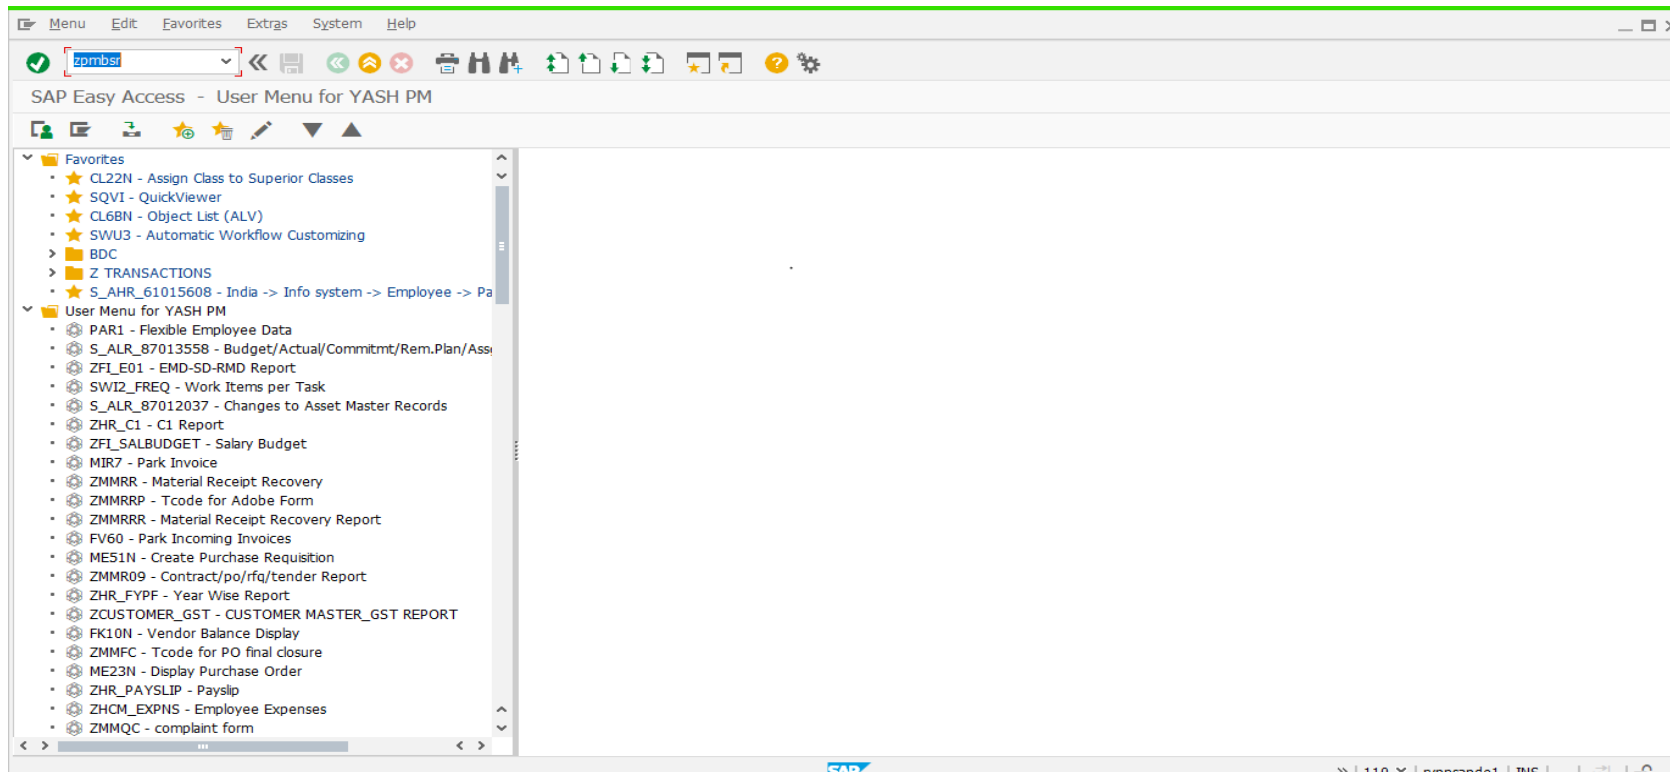 Menu Edit Favorites Extras System Help
zpmbsr
SAP Easy Access - User Menu for YASH PM
Favorites
CL22N - Assign Class to Superior Classes
SQVI - QuickViewer
CL6BN - Object List (ALV)
SWU3 - Automatic Workflow Customizing
BDC
Z TRANSACTIONS
S_AHR_61015608 - India -> Info system -> Employee -> Pa
User Menu for YASH PM
PAR1 - Flexible Employee Data
S_ALR_87013558 - Budget/Actual/Commitmt/Rem.Plan/Ass
ZFI_E01 - EMD-SD-RMD Report
SWI2_FREQ - Work Items per Task
S_ALR_87012037 - Changes to Asset Master Records
ZHR_C1 - C1 Report
ZFI_SALBUDGET - Salary Budget
MIR7 - Park Invoice
ZMMRR - Material Receipt Recovery
ZMMRRP - Tcode for Adobe Form
ZMMRRR - Material Receipt Recovery Report
FV60 - Park Incoming Invoices
ME51N - Create Purchase Requisition
ZMMR09 - Contract/po/rfq/tender Report
ZHR_FYPF - Year Wise Report
ZCUSTOMER_GST - CUSTOMER MASTER_GST REPORT
FK10N - Vendor Balance Display
ZMMFC - Tcode for PO final closure
ME23N - Display Purchase Order
ZHR_PAYSLIP - Payslip
ZHCM_EXPNS - Employee Expenses
ZMMQC - complaint form
SAP